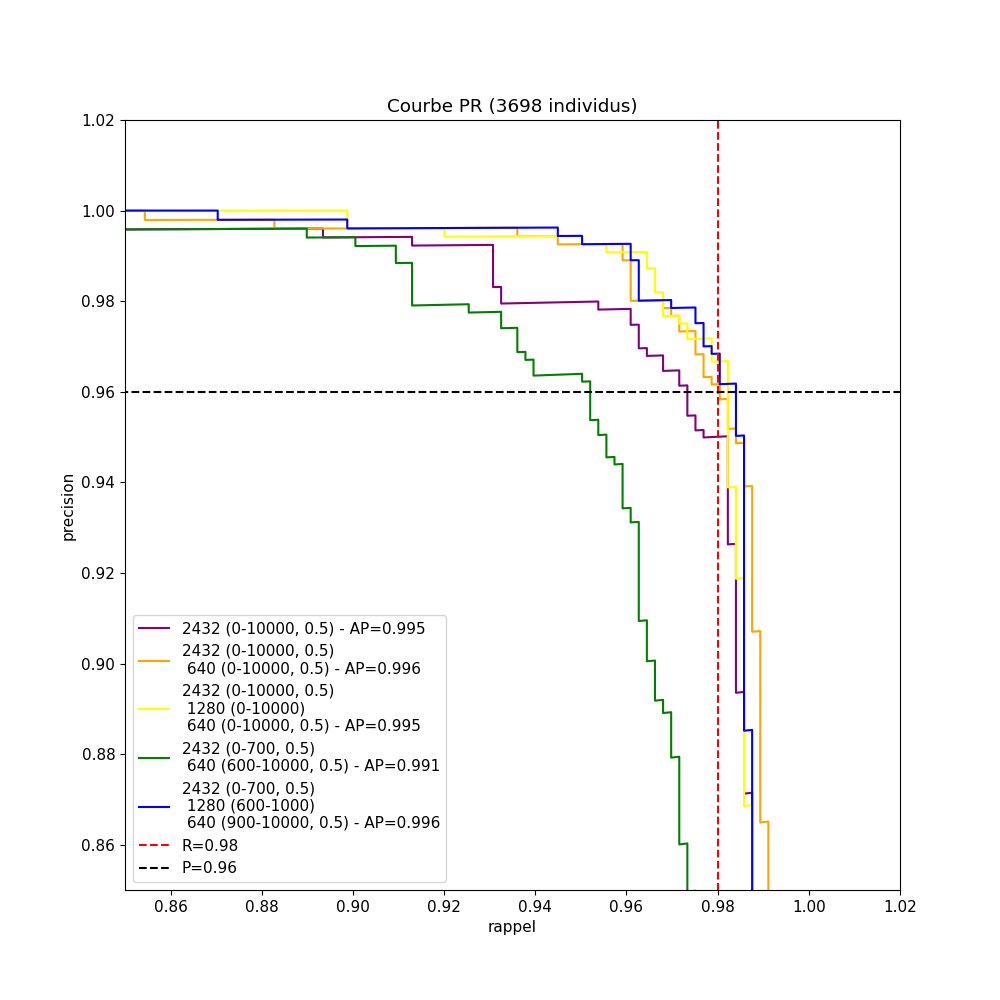 Courbe PR (3698 individus)
1.02
1.00
0.98
0.96
0.94
0.92
0.90
0.88
0.86
precision
2432 (0-10000, 0.5) - AP=0.995
2432 (0-10000, 0.5)
640 (0-10000, 0.5) - AP=0.996
2432 (0-10000, 0.5)
1280 (0-10000)
640 (0-10000, 0.5) - AP=0.995
2432 (0-700, 0.5)
640 (600-10000, 0.5) - AP=0.991
2432 (0-700, 0.5)
1280 (600-1000)
640 (900-10000, 0.5) - AP=0.996
R=0.98
P=0.96
0.86 0.88 0.90 0.92 0.94 0.96 0.98 1.00 1.02
rappel